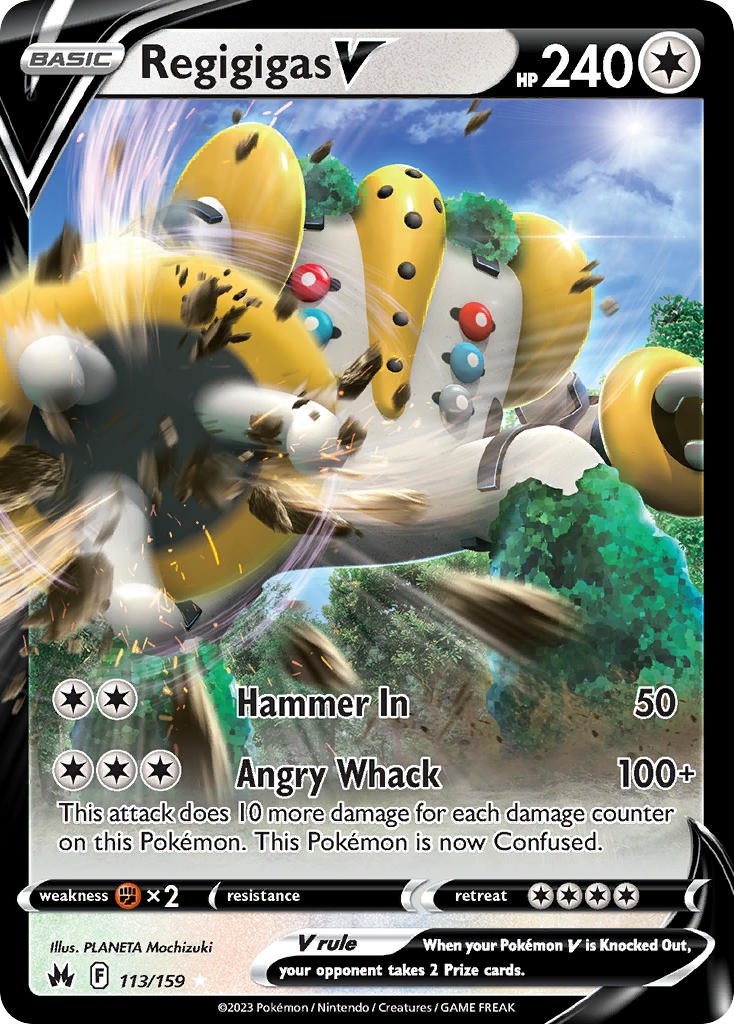 BASIC Regigigas V HP 240
Hammer In 50
Angry Whack 100+
This attack does 10 more damage for each damage counter
on this Pokémon. This Pokémon is now Confused.
weakness ×2 resistance retreat
Illus. PLANETA Mochizuki
V rule When your Pokémon V is Knocked Out,
your opponent takes 2 Prize cards.
F 113/159
©2023 Pokémon / Nintendo / Creatures / GAME FREAK